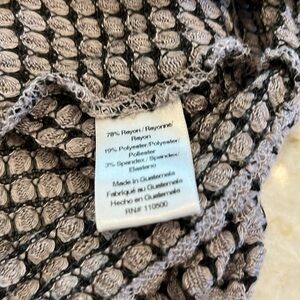 78% Rayon / Rayonne/
Rayon
19% Polyester/Polyester/
Poliester
3% Spandex / Spandex/
Elastano
Made in Guatemala
Fabriqué au Guatemala
Hecho en Guatemala
RN# 110500